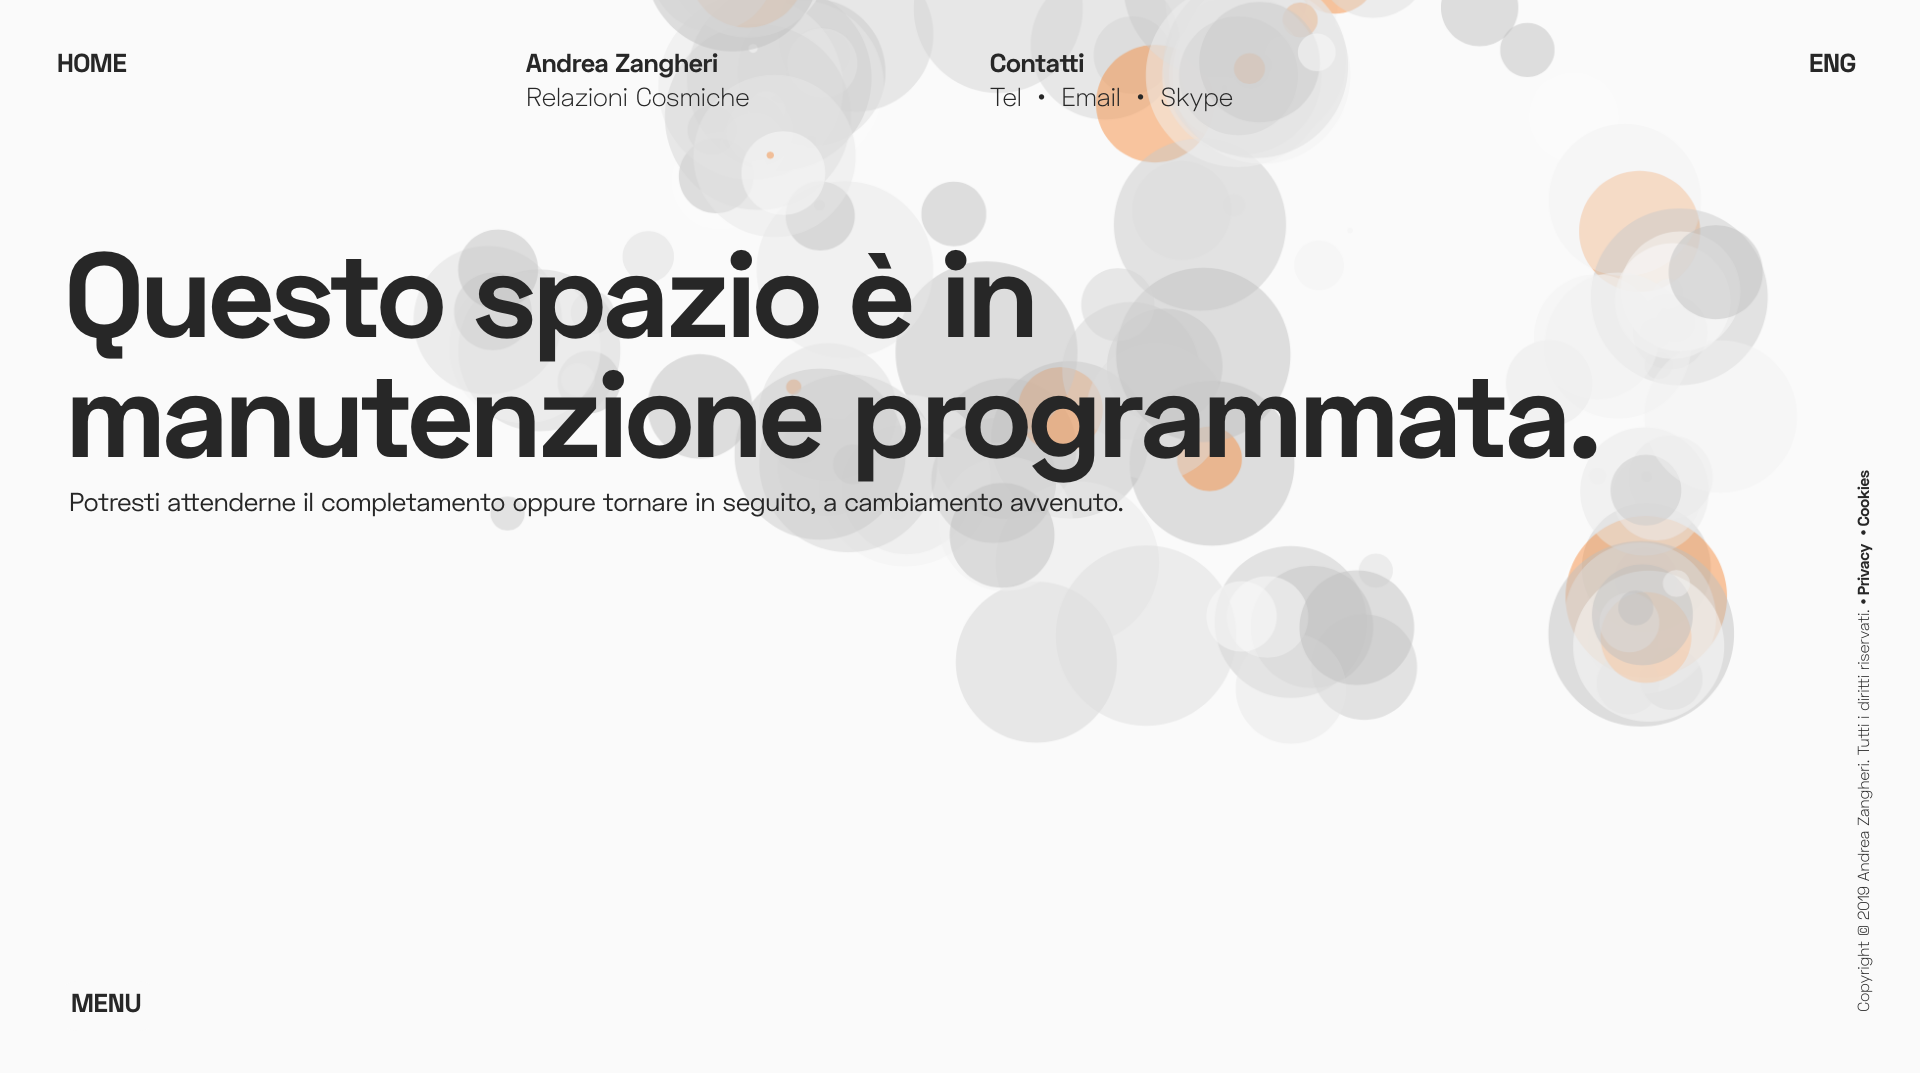 HOME
Andrea Zangheri
Relazioni Cosmiche
Contatti
Tel • Email • Skype
ENG
Questo spazio è in
manutenzione programmata.
Potresti attenderne il completamento oppure tornare in seguito, a cambiamento avvenuto.
Copyright © 2019 Andrea Zangheri. Tutti i diritti riservati. • Privacy • Cookies
MENU